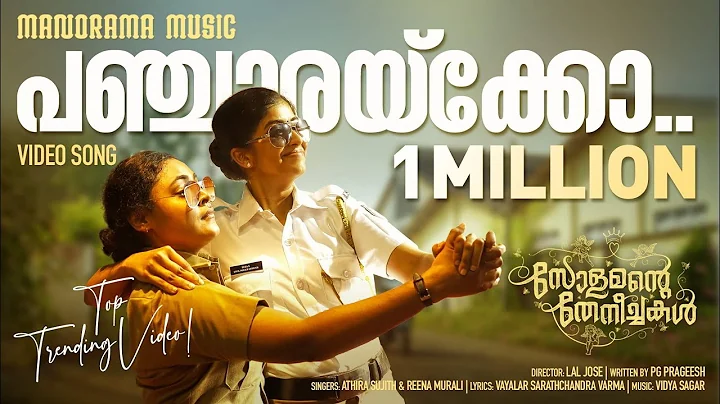 MANORAMA MUSIC
പഞ്ചാരയ്ക്കോ..
VIDEO SONG
1 MILLION
Top
Trending Video!
സോളമന്റെ
തേനീച്ചകൾ
DIRECTOR: LAL JOSE | WRITTEN BY PG PRAGEESH
SINGERS: ATHIRA SUJITH & REENA MURALI | LYRICS: VAYALAR SARATHCHANDRA VARMA | MUSIC: VIDYA SAGAR